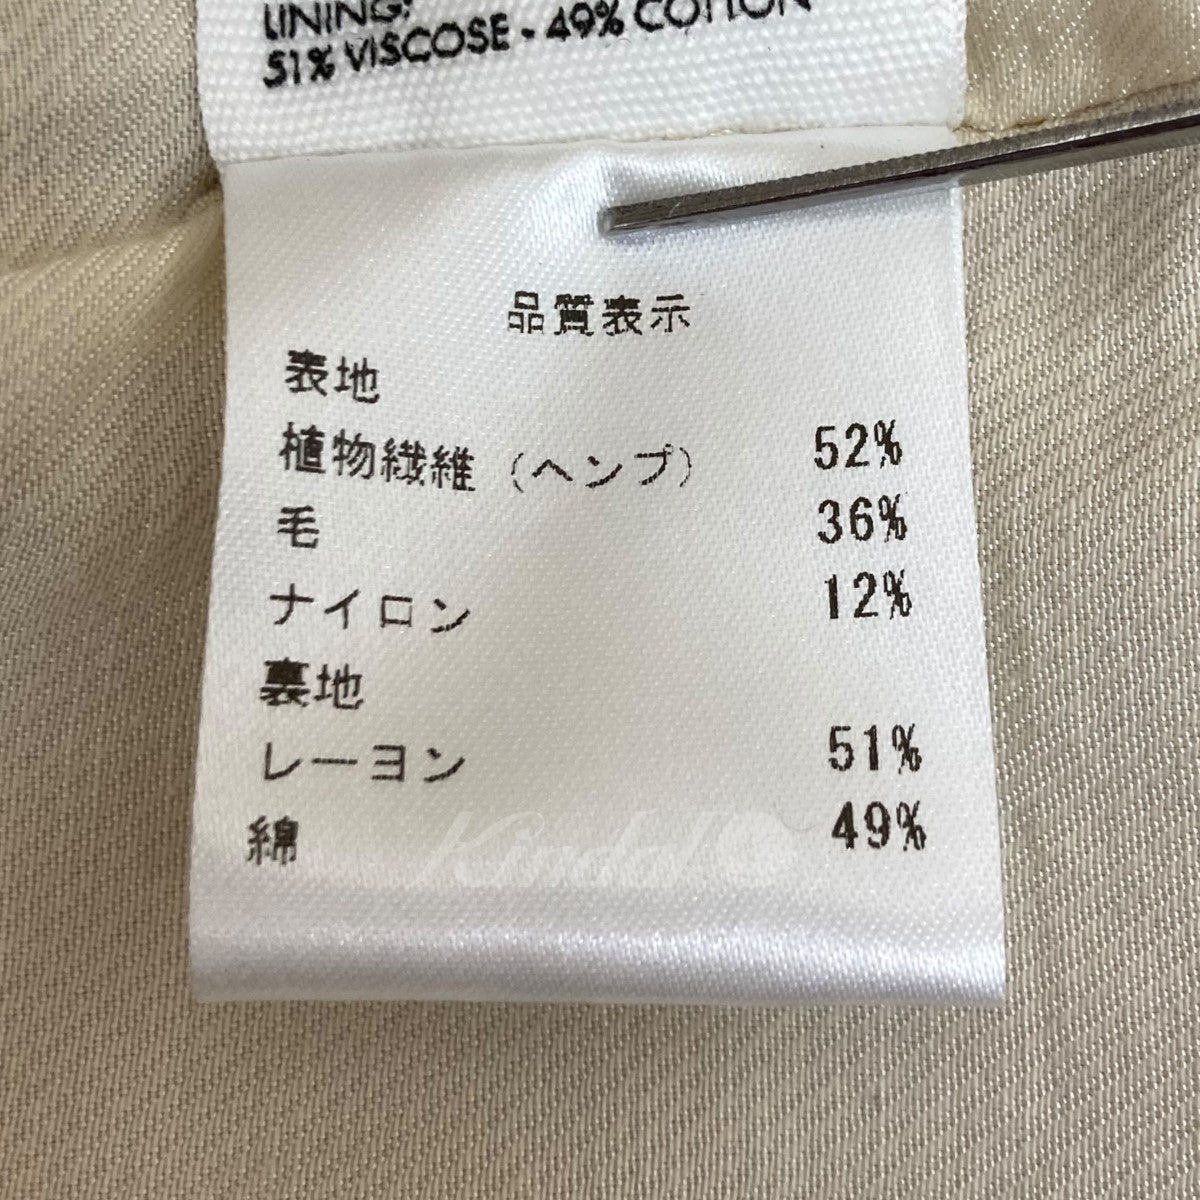 LINING:
51% VISCOSE - 49% COTTON
品質表示
表地
植物繊維 (ヘンプ) 52%
毛 36%
ナイロン 12%
裏地
レーヨン 51%
綿 49%
Kindal